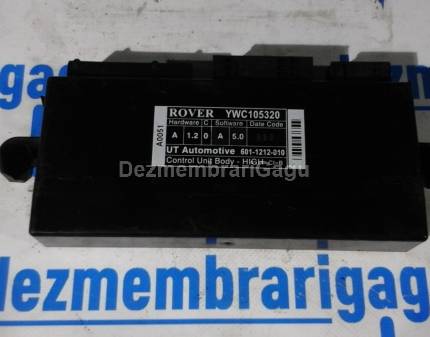 dezmembrarigagu
ROVER YWC105320
Hardware C Software Date Code
A 1.2 0 A 5.0
UT Automotive 601-1212-010
Control Unit Body - HIGH
A0051
DezmembrariGagu
dezmembrarigagu